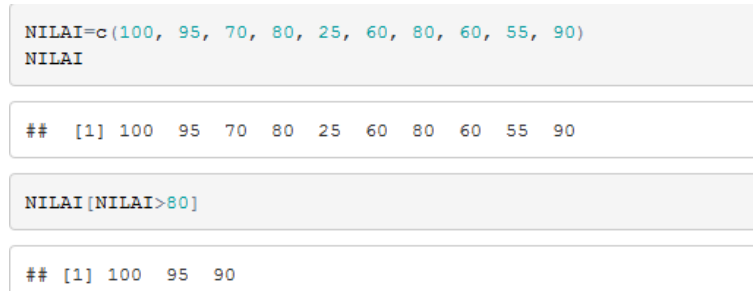 NILAI=c(100, 95, 70, 80, 25, 60, 80, 60, 55, 90)
NILAI
##  [1] 100  95  70  80  25  60  80  60  55  90
NILAI[NILAI>80]
## [1] 100  95  90